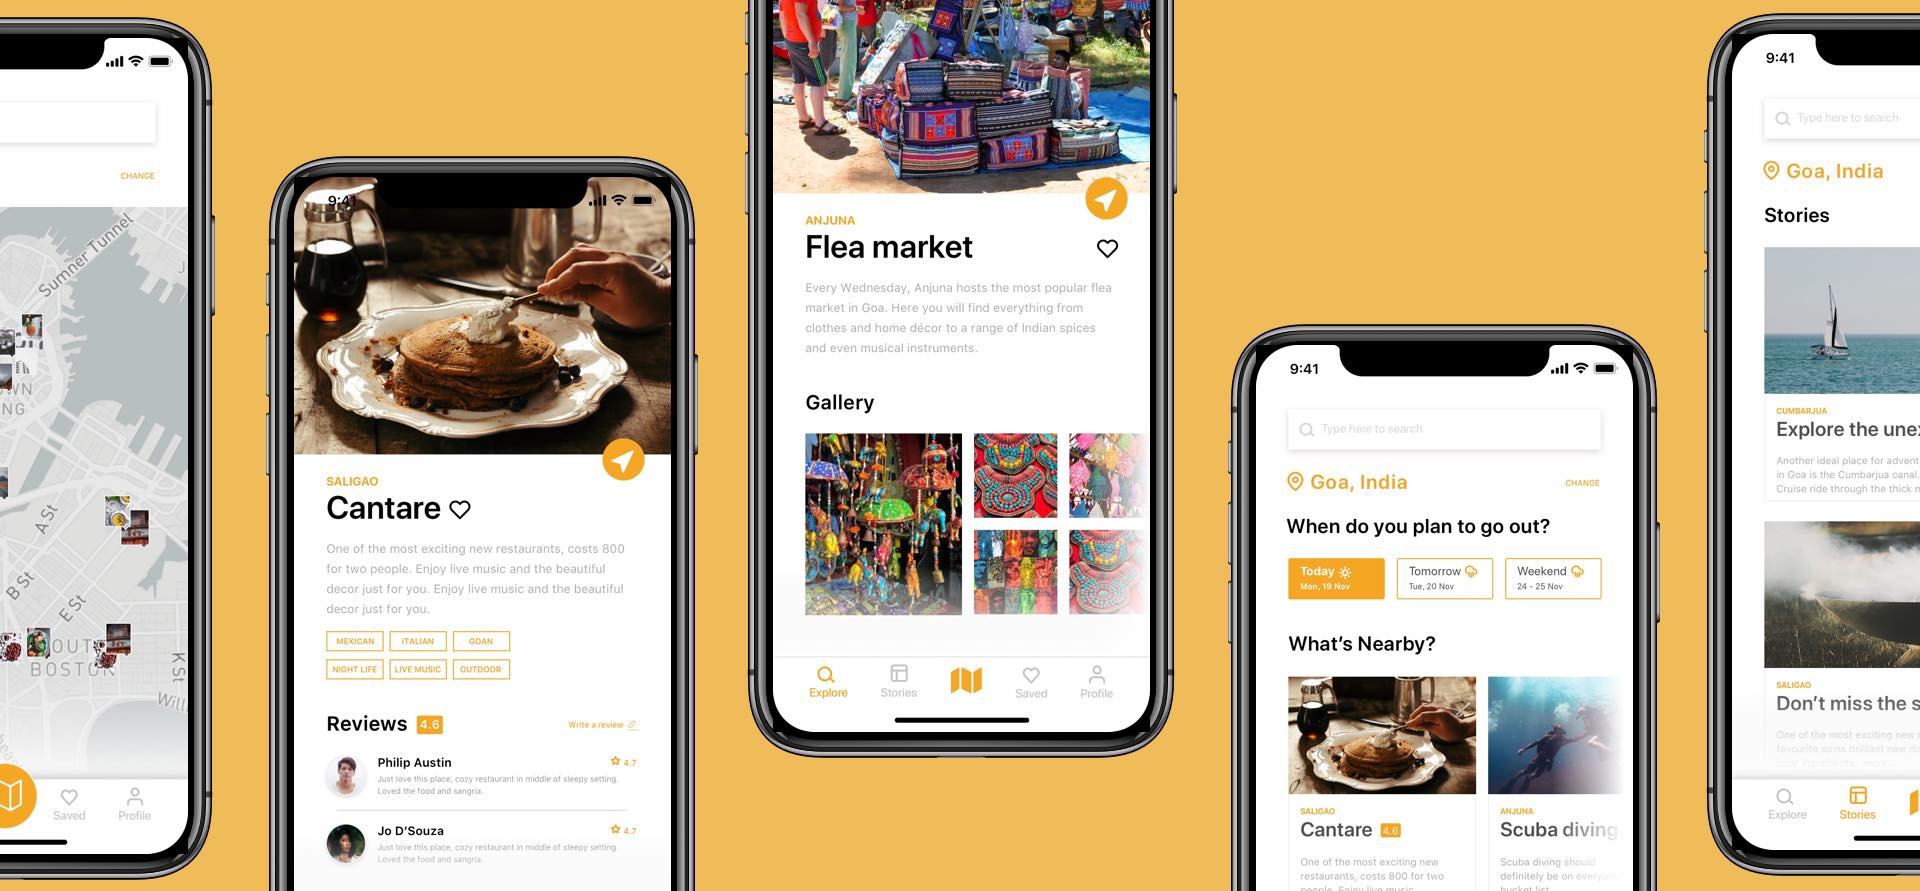 CHANGE
Sumner Tunnel
A St
B St
E St
BOSTON
K St
Saved
Profile
9:41
SALIGAO
Cantare
One of the most exciting new restaurants, costs 800
for two people. Enjoy live music and the beautiful
decor just for you. Enjoy live music and the beautiful
decor just for you.
MEXICAN
ITALIAN
GOAN
NIGHT LIFE
LIVE MUSIC
OUTDOOR
Reviews 4.6
Write a review
Philip Austin
4.7
Just love this place, cozy restaurant in middle of sleepy setting.
Loved the food and sangria.
Jo D'Souza
4.7
Just love this place, cozy restaurant in middle of sleepy setting.
Loved the food and sangria.
ANJUNA
Flea market
Every Wednesday, Anjuna hosts the most popular flea
market in Goa. Here you will find everything from
clothes and home décor to a range of Indian spices
and even musical instruments.
Gallery
Explore
Stories
Saved
Profile
9:41
Type here to search
Goa, India
CHANGE
When do you plan to go out?
Today
Mon, 19 Nov
Tomorrow
Tue, 20 Nov
Weekend
24 - 25 Nov
What's Nearby?
SALIGAO
Cantare 4.6
One of the most exciting new
restaurants, costs 800 for two
people. Enjoy live music
ANJUNA
Scuba diving
Scuba diving should
definitely be on everyone
bucket list
9:41
Type here to search
Goa, India
Stories
CUMBARJUA
Explore the une
Another ideal place for advent
in Goa is the Cumbarjua canal.
Cruise ride through the thick m
SALIGAO
Don't miss the s
One of the most exciting new
favourite spins brilliant new di
local ingredients, more...
Explore
Stories